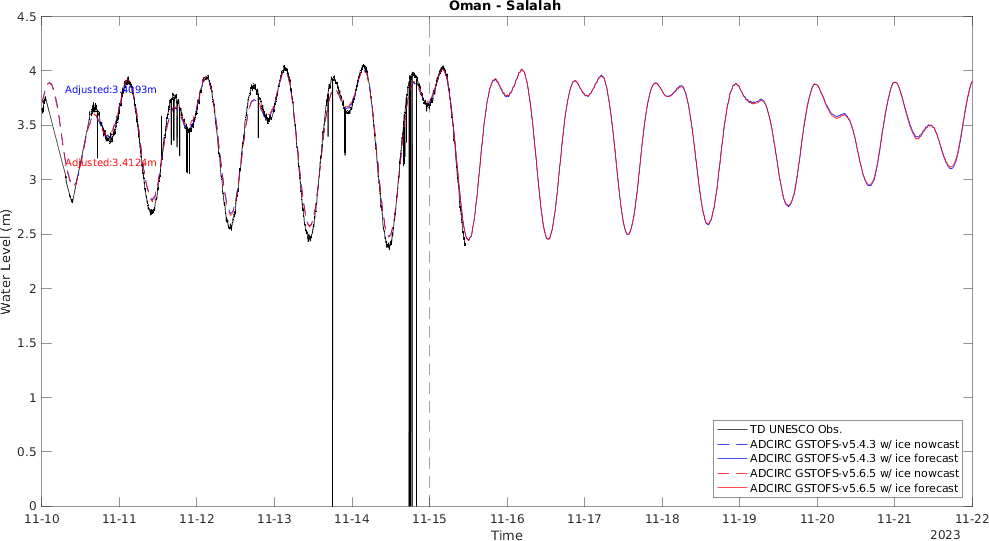 Oman - Salalah
4.5
4
3.5
3
2.5
2
1.5
1
0.5
0
Water Level (m)
Adjusted:3.4093m
Adjusted:3.4124m
TD UNESCO Obs.
ADCIRC GSTOFS-v5.4.3 w/ ice nowcast
ADCIRC GSTOFS-v5.4.3 w/ ice forecast
ADCIRC GSTOFS-v5.6.5 w/ ice nowcast
ADCIRC GSTOFS-v5.6.5 w/ ice forecast
11-10 11-11 11-12 11-13 11-14 11-15 11-16 11-17 11-18 11-19 11-20 11-21 11-22
Time
2023